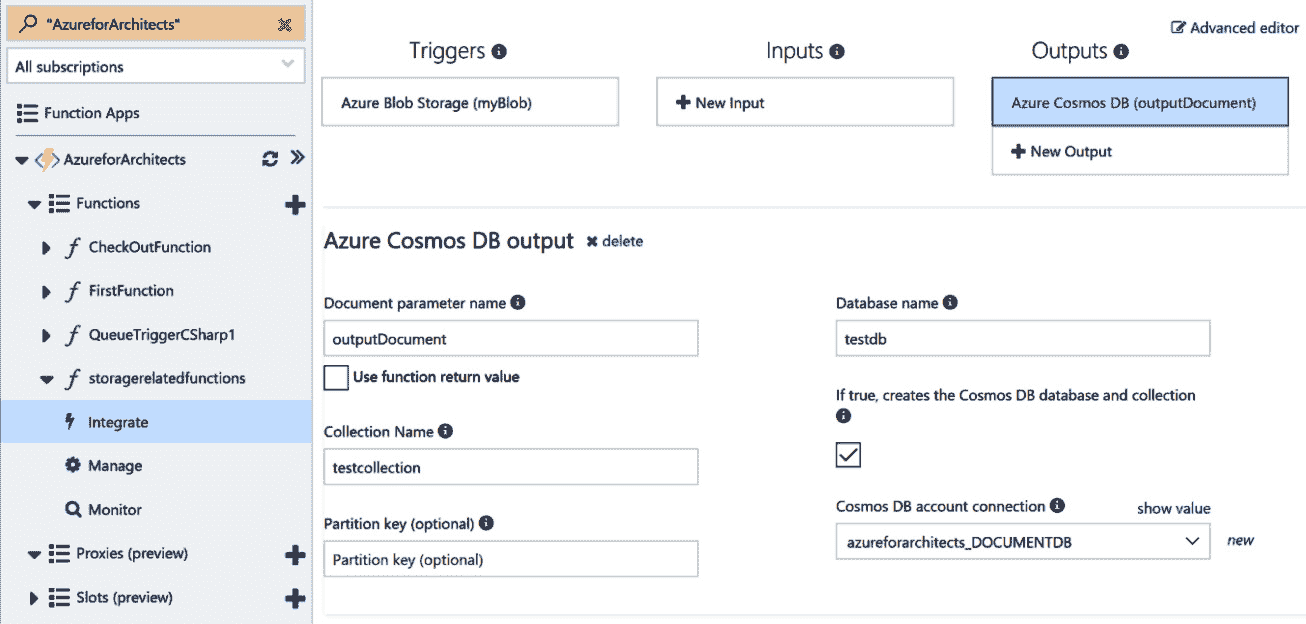 "AzureforArchitects"
All subscriptions
Function Apps
AzureforArchitects
Functions
CheckOutFunction
FirstFunction
QueueTriggerCSharp1
storagerelatedfunctions
Integrate
Manage
Monitor
Proxies (preview)
Slots (preview)
Advanced editor
Triggers
Inputs
Outputs
Azure Blob Storage (myBlob)
New Input
Azure Cosmos DB (outputDocument)
New Output
Azure Cosmos DB output
delete
Document parameter name
outputDocument
Use function return value
Collection Name
testcollection
Partition key (optional)
Partition key (optional)
Database name
testdb
If true, creates the Cosmos DB database and collection
Cosmos DB account connection
show value
azureforarchitects_DOCUMENTDB
new